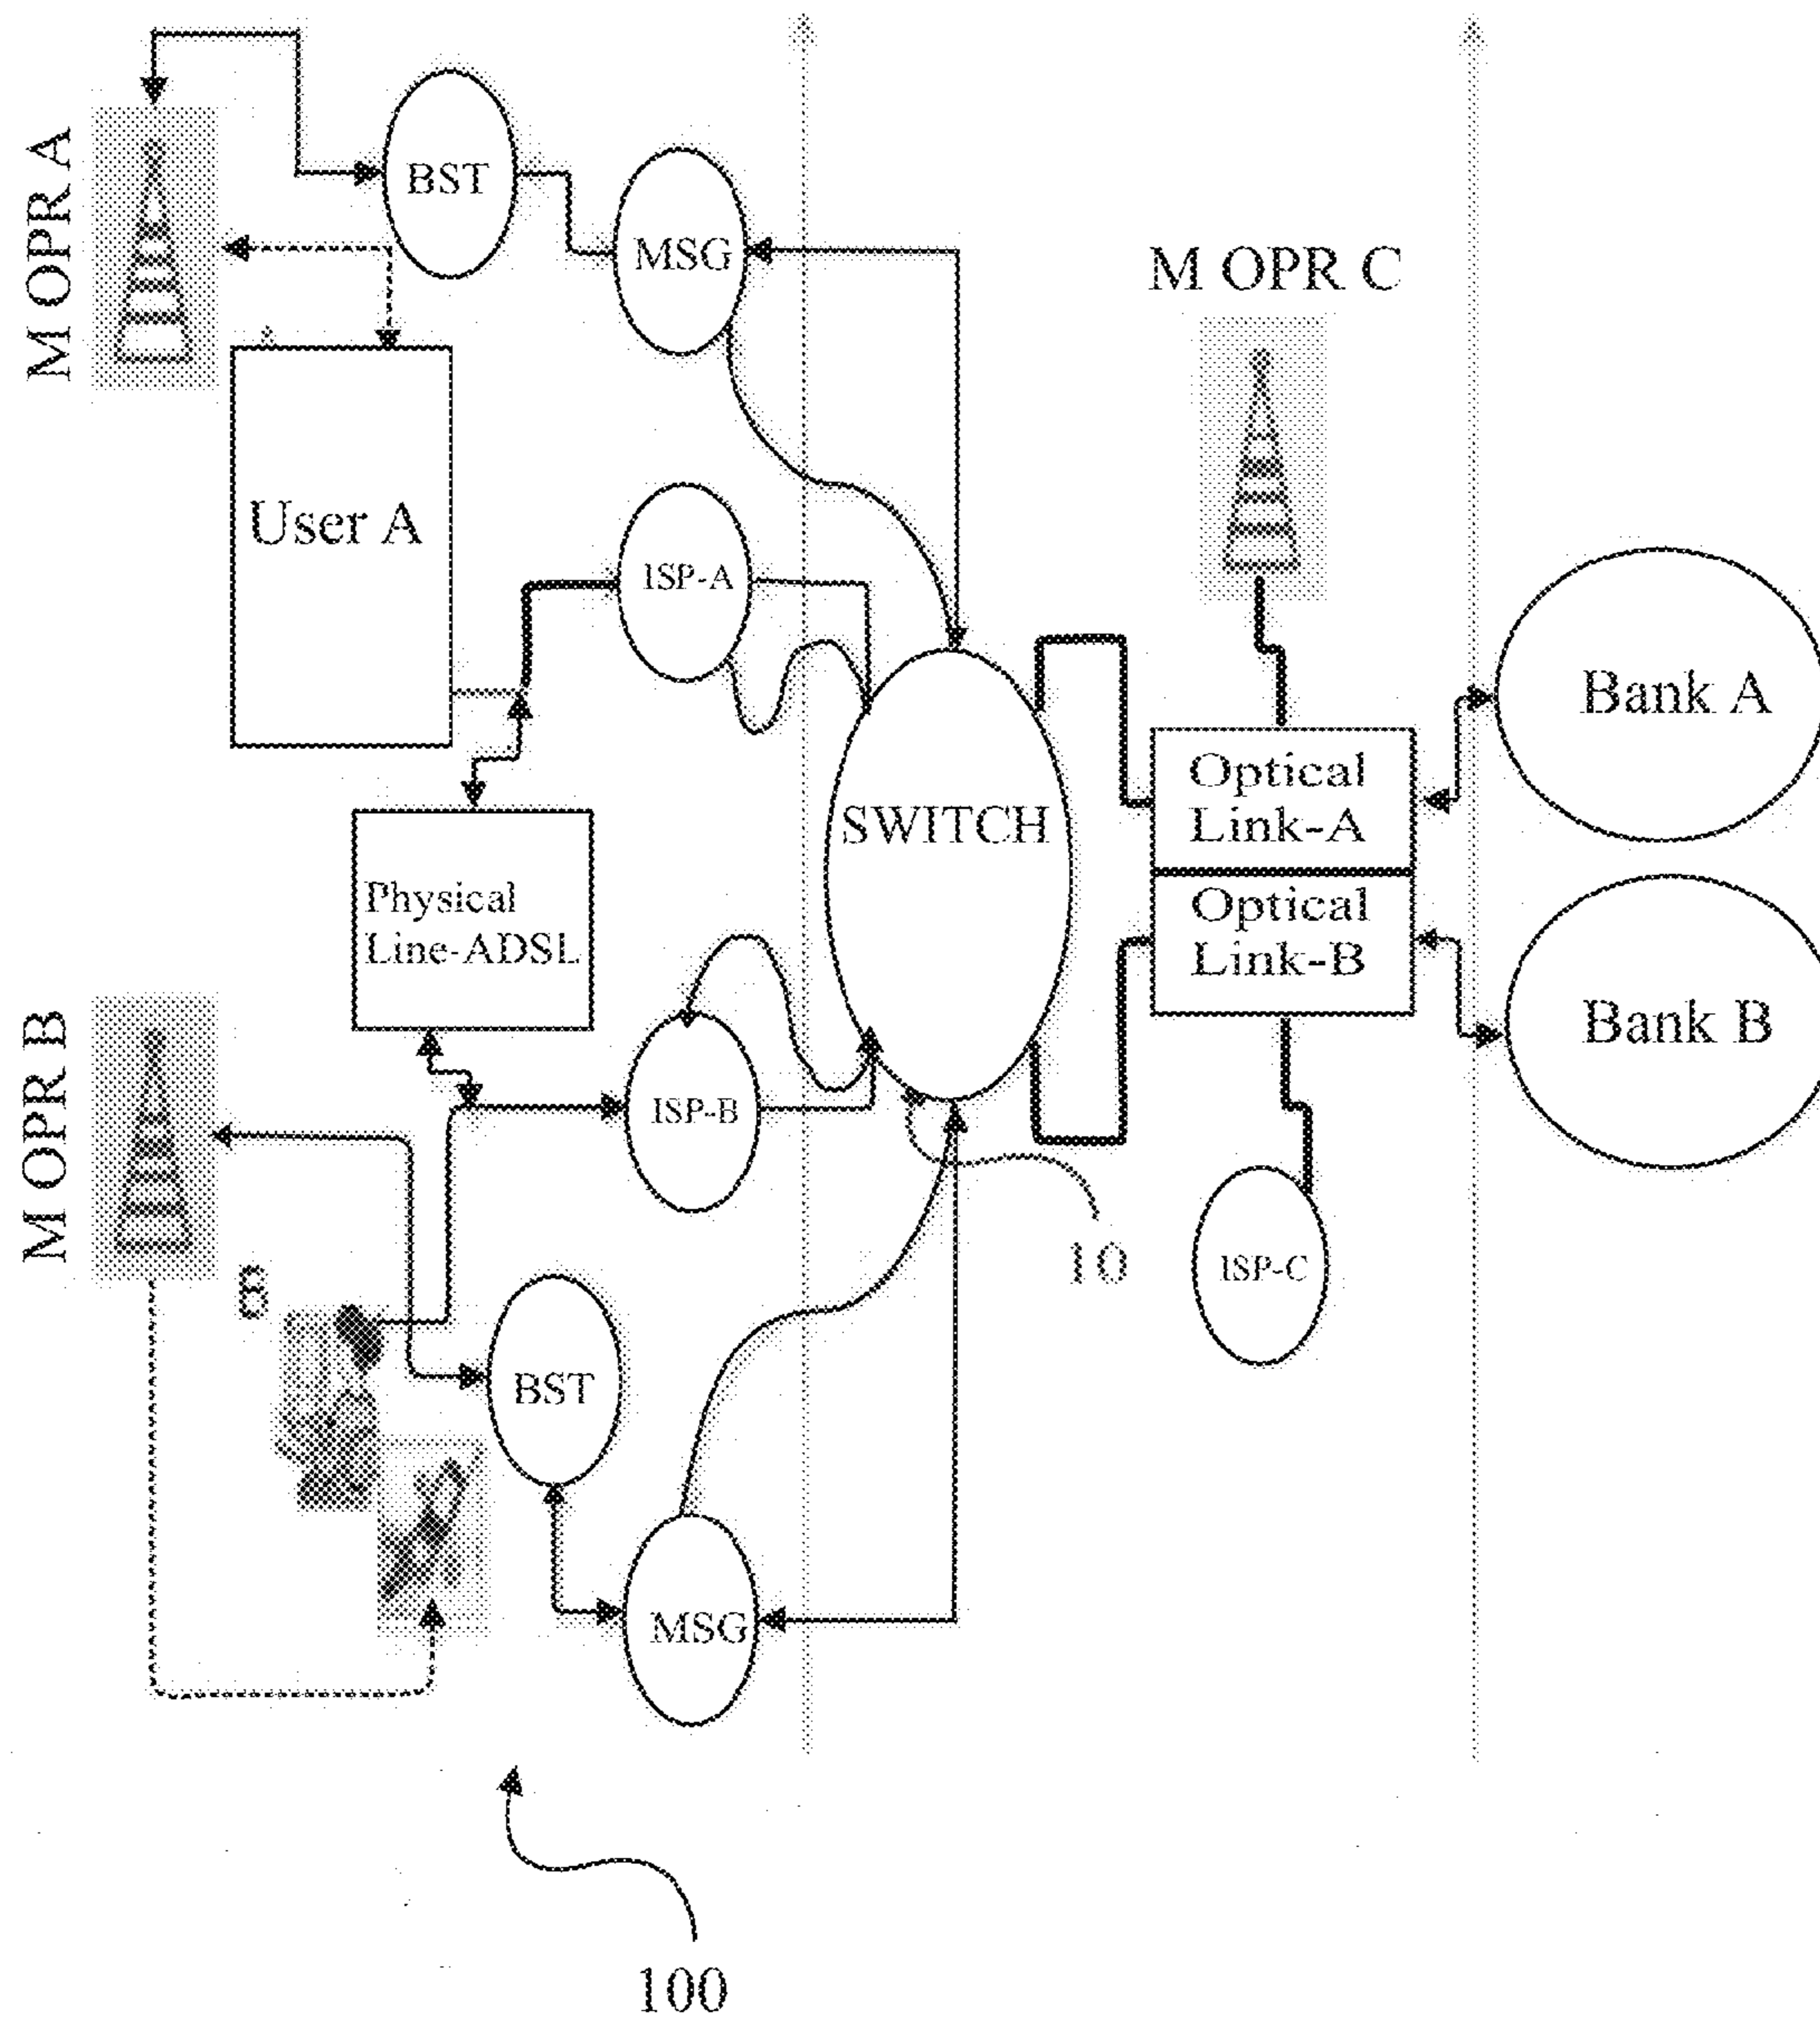 M OPR A
BST
MSG
M OPR C
User A
ISP-A
Bank A
Optical
Link-A
SWITCH
Physical
Line-ADSL
Optical
Link-B
Bank B
M OPR B
ISP-B
10
ISP-C
B
BST
MSG
100